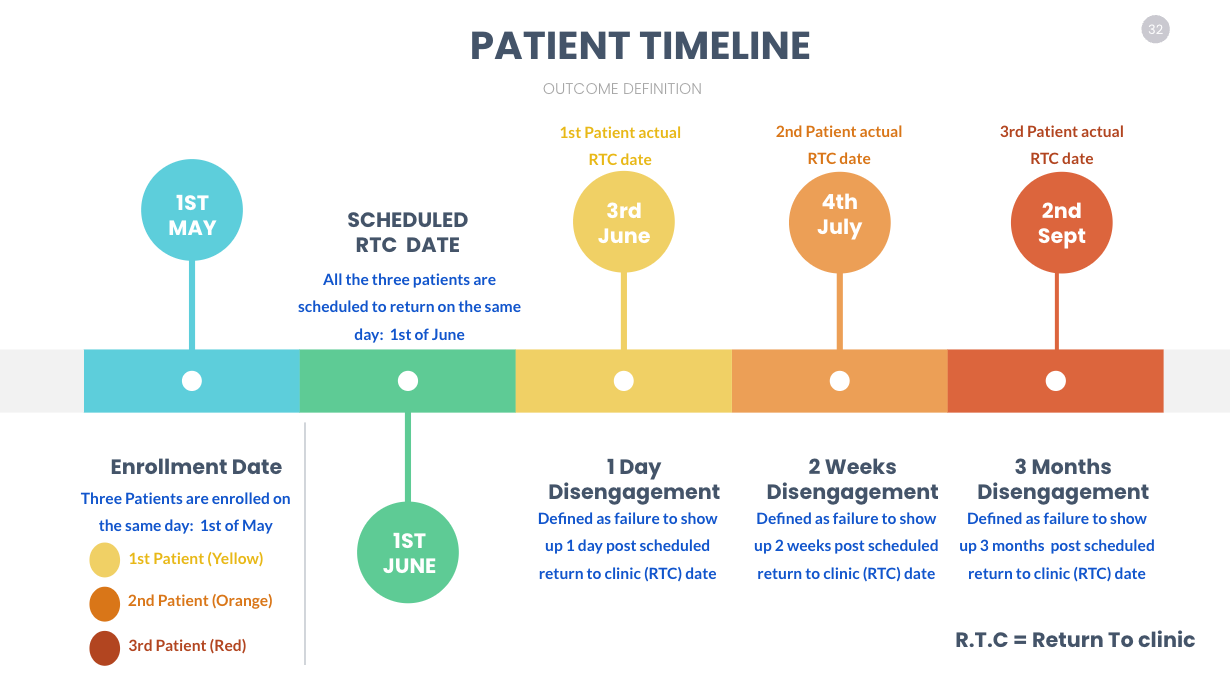 32
PATIENT TIMELINE
OUTCOME DEFINITION
1ST
MAY
SCHEDULED
RTC DATE
All the three patients are
scheduled to return on the same
day: 1st of June
1st Patient actual
RTC date
3rd
June
2nd Patient actual
RTC date
4th
July
3rd Patient actual
RTC date
2nd
Sept
Enrollment Date
Three Patients are enrolled on
the same day: 1st of May
1st Patient (Yellow)
2nd Patient (Orange)
3rd Patient (Red)
1ST
JUNE
1 Day
Disengagement
Defined as failure to show
up 1 day post scheduled
return to clinic (RTC) date
2 Weeks
Disengagement
Defined as failure to show
up 2 weeks post scheduled
return to clinic (RTC) date
3 Months
Disengagement
Defined as failure to show
up 3 months post scheduled
return to clinic (RTC) date
R.T.C = Return To clinic